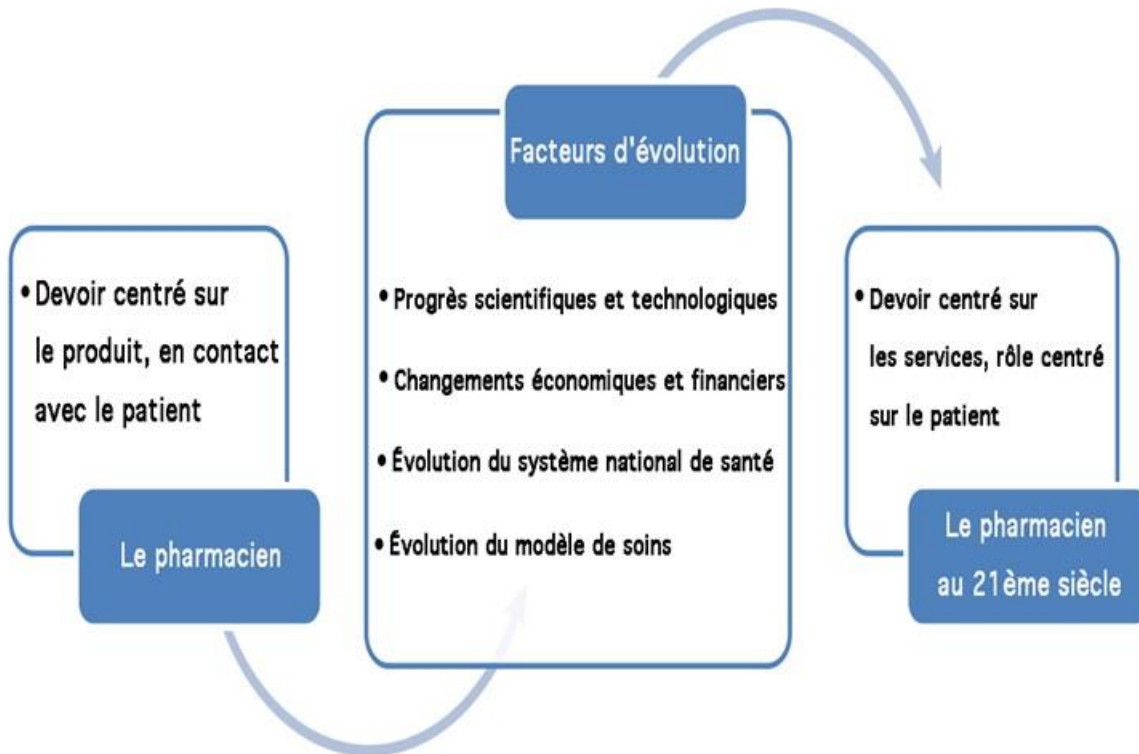 • Devoir centré sur
le produit, en contact
avec le patient
Le pharmacien
Facteurs d'évolution
• Progrès scientifiques et technologiques
• Changements économiques et financiers
• Évolution du système national de santé
• Évolution du modèle de soins
• Devoir centré sur
les services, rôle centré
sur le patient
Le pharmacien
au 21ème siècle